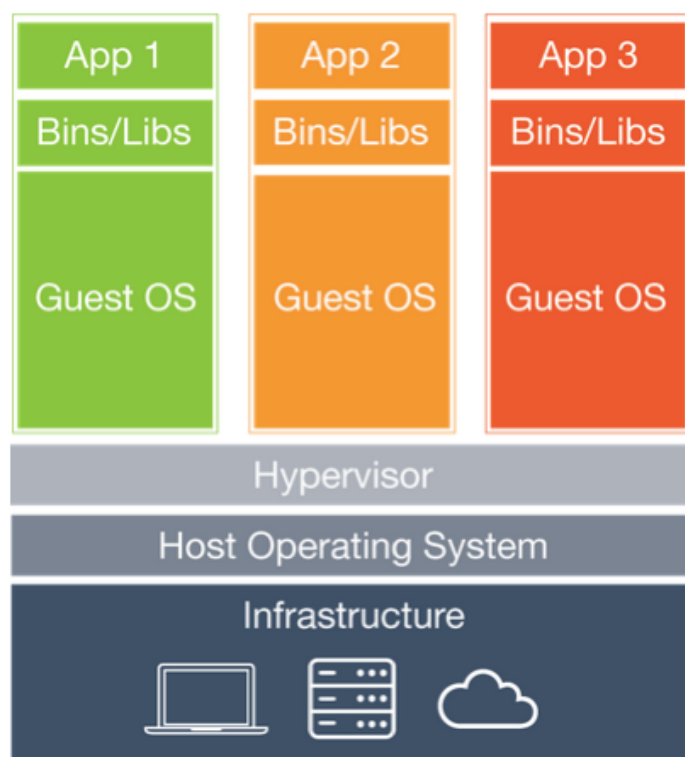 App 1
App 2
App 3
Bins/Libs
Bins/Libs
Bins/Libs
Guest OS
Guest OS
Guest OS
Hypervisor
Host Operating System
Infrastructure